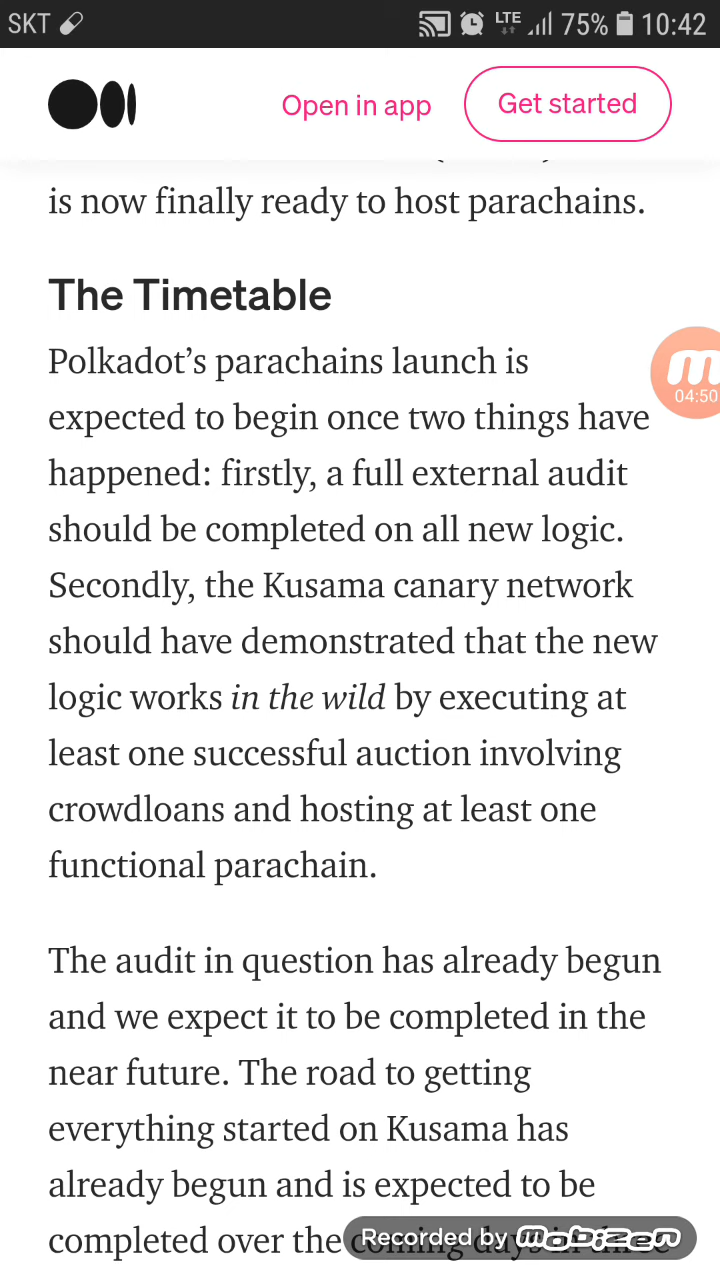 SKT LTE 75% 10:42
Open in app Get started
is now finally ready to host parachains.
The Timetable
Polkadot’s parachains launch is
expected to begin once two things have
04:50
happened: firstly, a full external audit
should be completed on all new logic.
Secondly, the Kusama canary network
should have demonstrated that the new
logic works in the wild by executing at
least one successful auction involving
crowdloans and hosting at least one
functional parachain.
The audit in question has already begun
and we expect it to be completed in the
near future. The road to getting
everything started on Kusama has
already begun and is expected to be
completed over the coming days in three
Recorded by Mobizen